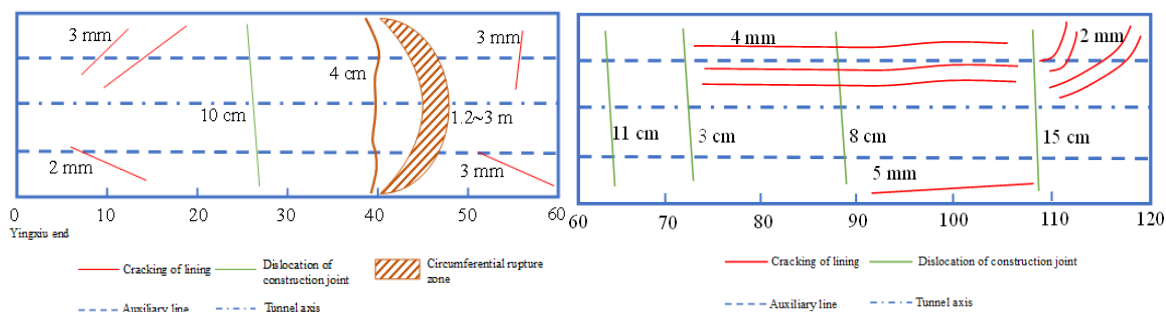 3 mm
3 mm
4 cm
10 cm
1.2~3 m
2 mm
3 mm
0 10 20 30 40 50 60
Yingxiu end
Cracking of lining
Dislocation of
construction joint
Circumferential rupture
zone
Auxiliary line
Tunnel axis
4 mm
2 mm
11 cm
3 cm
8 cm
15 cm
5 mm
60 70 80 90 100 110 120
Cracking of lining
Dislocation of construction joint
Auxiliary line
Tunnel axis